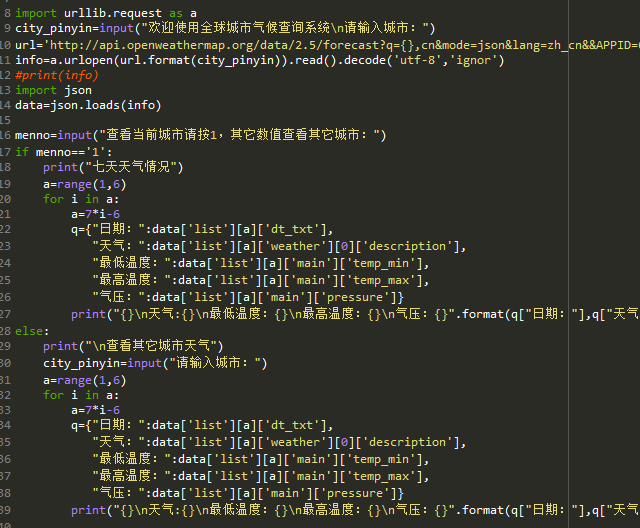 8 import urllib.request as a
9 city_pinyin=input("欢迎使用全球城市气候查询系统\n请输入城市：")
10 url='http://api.openweathermap.org/data/2.5/forecast?q={},cn&mode=json&lang=zh_cn&&APPID=
11 info=a.urlopen(url.format(city_pinyin)).read().decode('utf-8','ignor')
12 #print(info)
13 import json
14 data=json.loads(info)
15
16 menno=input("查看当前城市请按1，其它数值查看其它城市：")
17 if menno=='1':
18 print("七天天气情况")
19 a=range(1,6)
20 for i in a:
21 a=7*i-6
22 q={"日期：":data['list'][a]['dt_txt'],
23 "天气：":data['list'][a]['weather'][0]['description'],
24 "最低温度：":data['list'][a]['main']['temp_min'],
25 "最高温度：":data['list'][a]['main']['temp_max'],
26 "气压：":data['list'][a]['main']['pressure']}
27 print("{}\n天气:{}\n最低温度：{}\n最高温度：{}\n气压：{}".format(q["日期："],q["天气
28 else:
29 print("\n查看其它城市天气")
30 city_pinyin=input("请输入城市：")
31 a=range(1,6)
32 for i in a:
33 a=7*i-6
34 q={"日期：":data['list'][a]['dt_txt'],
35 "天气：":data['list'][a]['weather'][0]['description'],
36 "最低温度：":data['list'][a]['main']['temp_min'],
37 "最高温度：":data['list'][a]['main']['temp_max'],
38 "气压：":data['list'][a]['main']['pressure']}
39 print("{}\n天气:{}\n最低温度：{}\n最高温度：{}\n气压：{}".format(q["日期："],q["天气